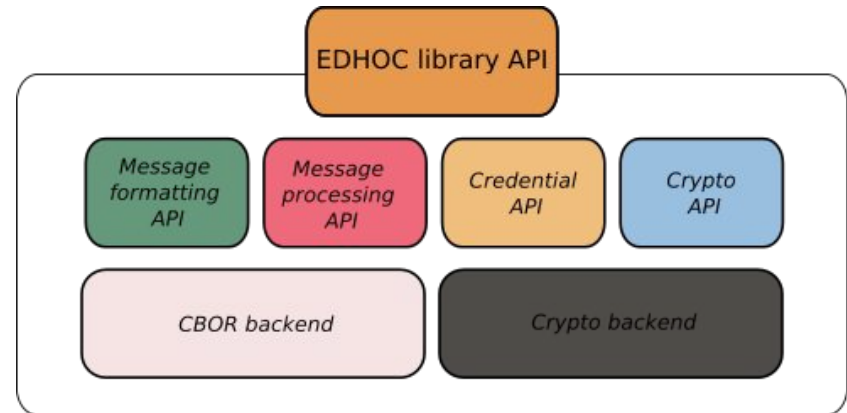 EDHOC library API
Message
formatting
API
Message
processing
API
Credential
API
Crypto
API
CBOR backend
Crypto backend